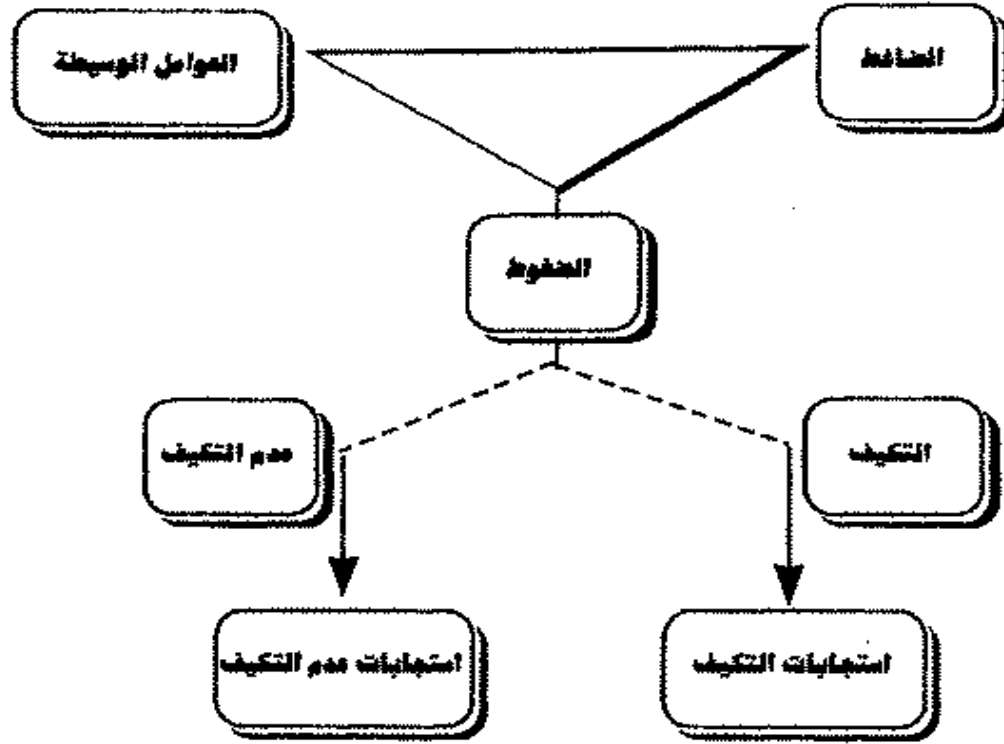 الضاغط
العوامل الوسيطة
الضغوط
التكيف
عدم التكيف
استجابات التكيف
استجابات عدم التكيف